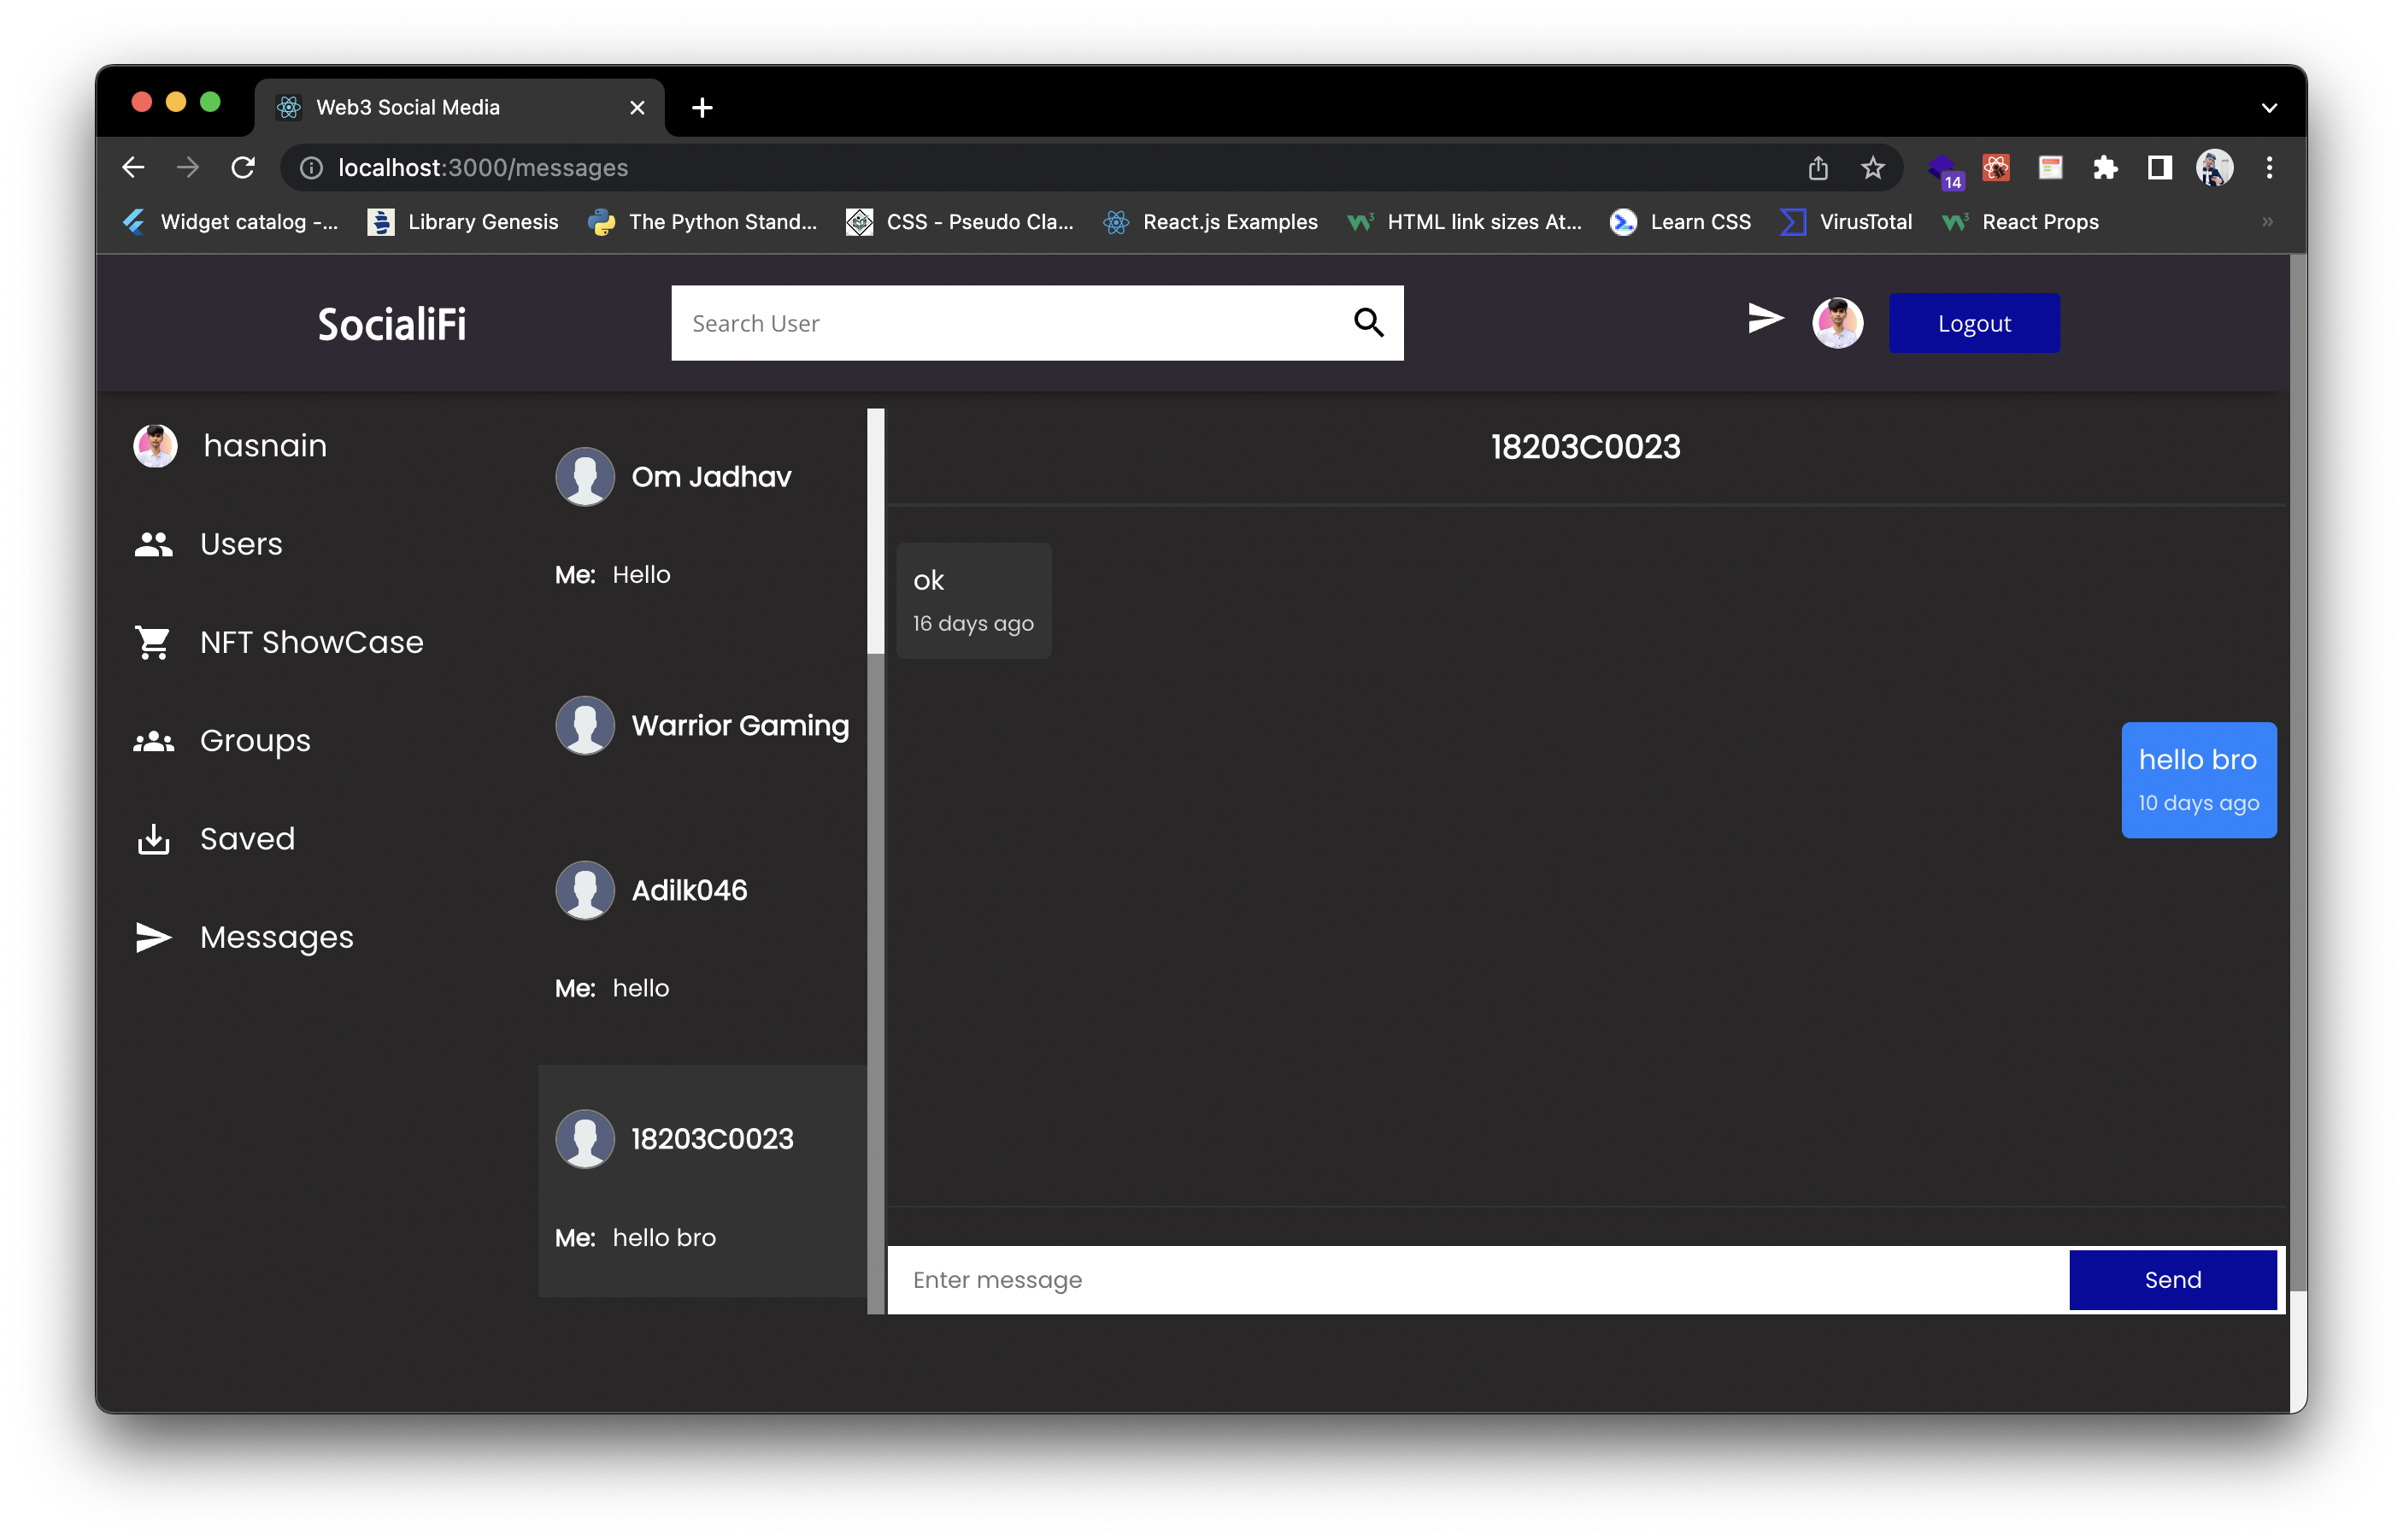 Web3 Social Media
localhost:3000/messages
14
Widget catalog -... Library Genesis The Python Stand... CSS - Pseudo Cla... React.js Examples HTML link sizes At... Learn CSS VirusTotal React Props »
SocialiFi
Search User
Logout
hasnain
Users
NFT ShowCase
Groups
Saved
Messages
Om Jadhav
Me: Hello
Warrior Gaming
Adilk046
Me: hello
18203C0023
Me: hello bro
18203C0023
ok
16 days ago
hello bro
10 days ago
Enter message
Send